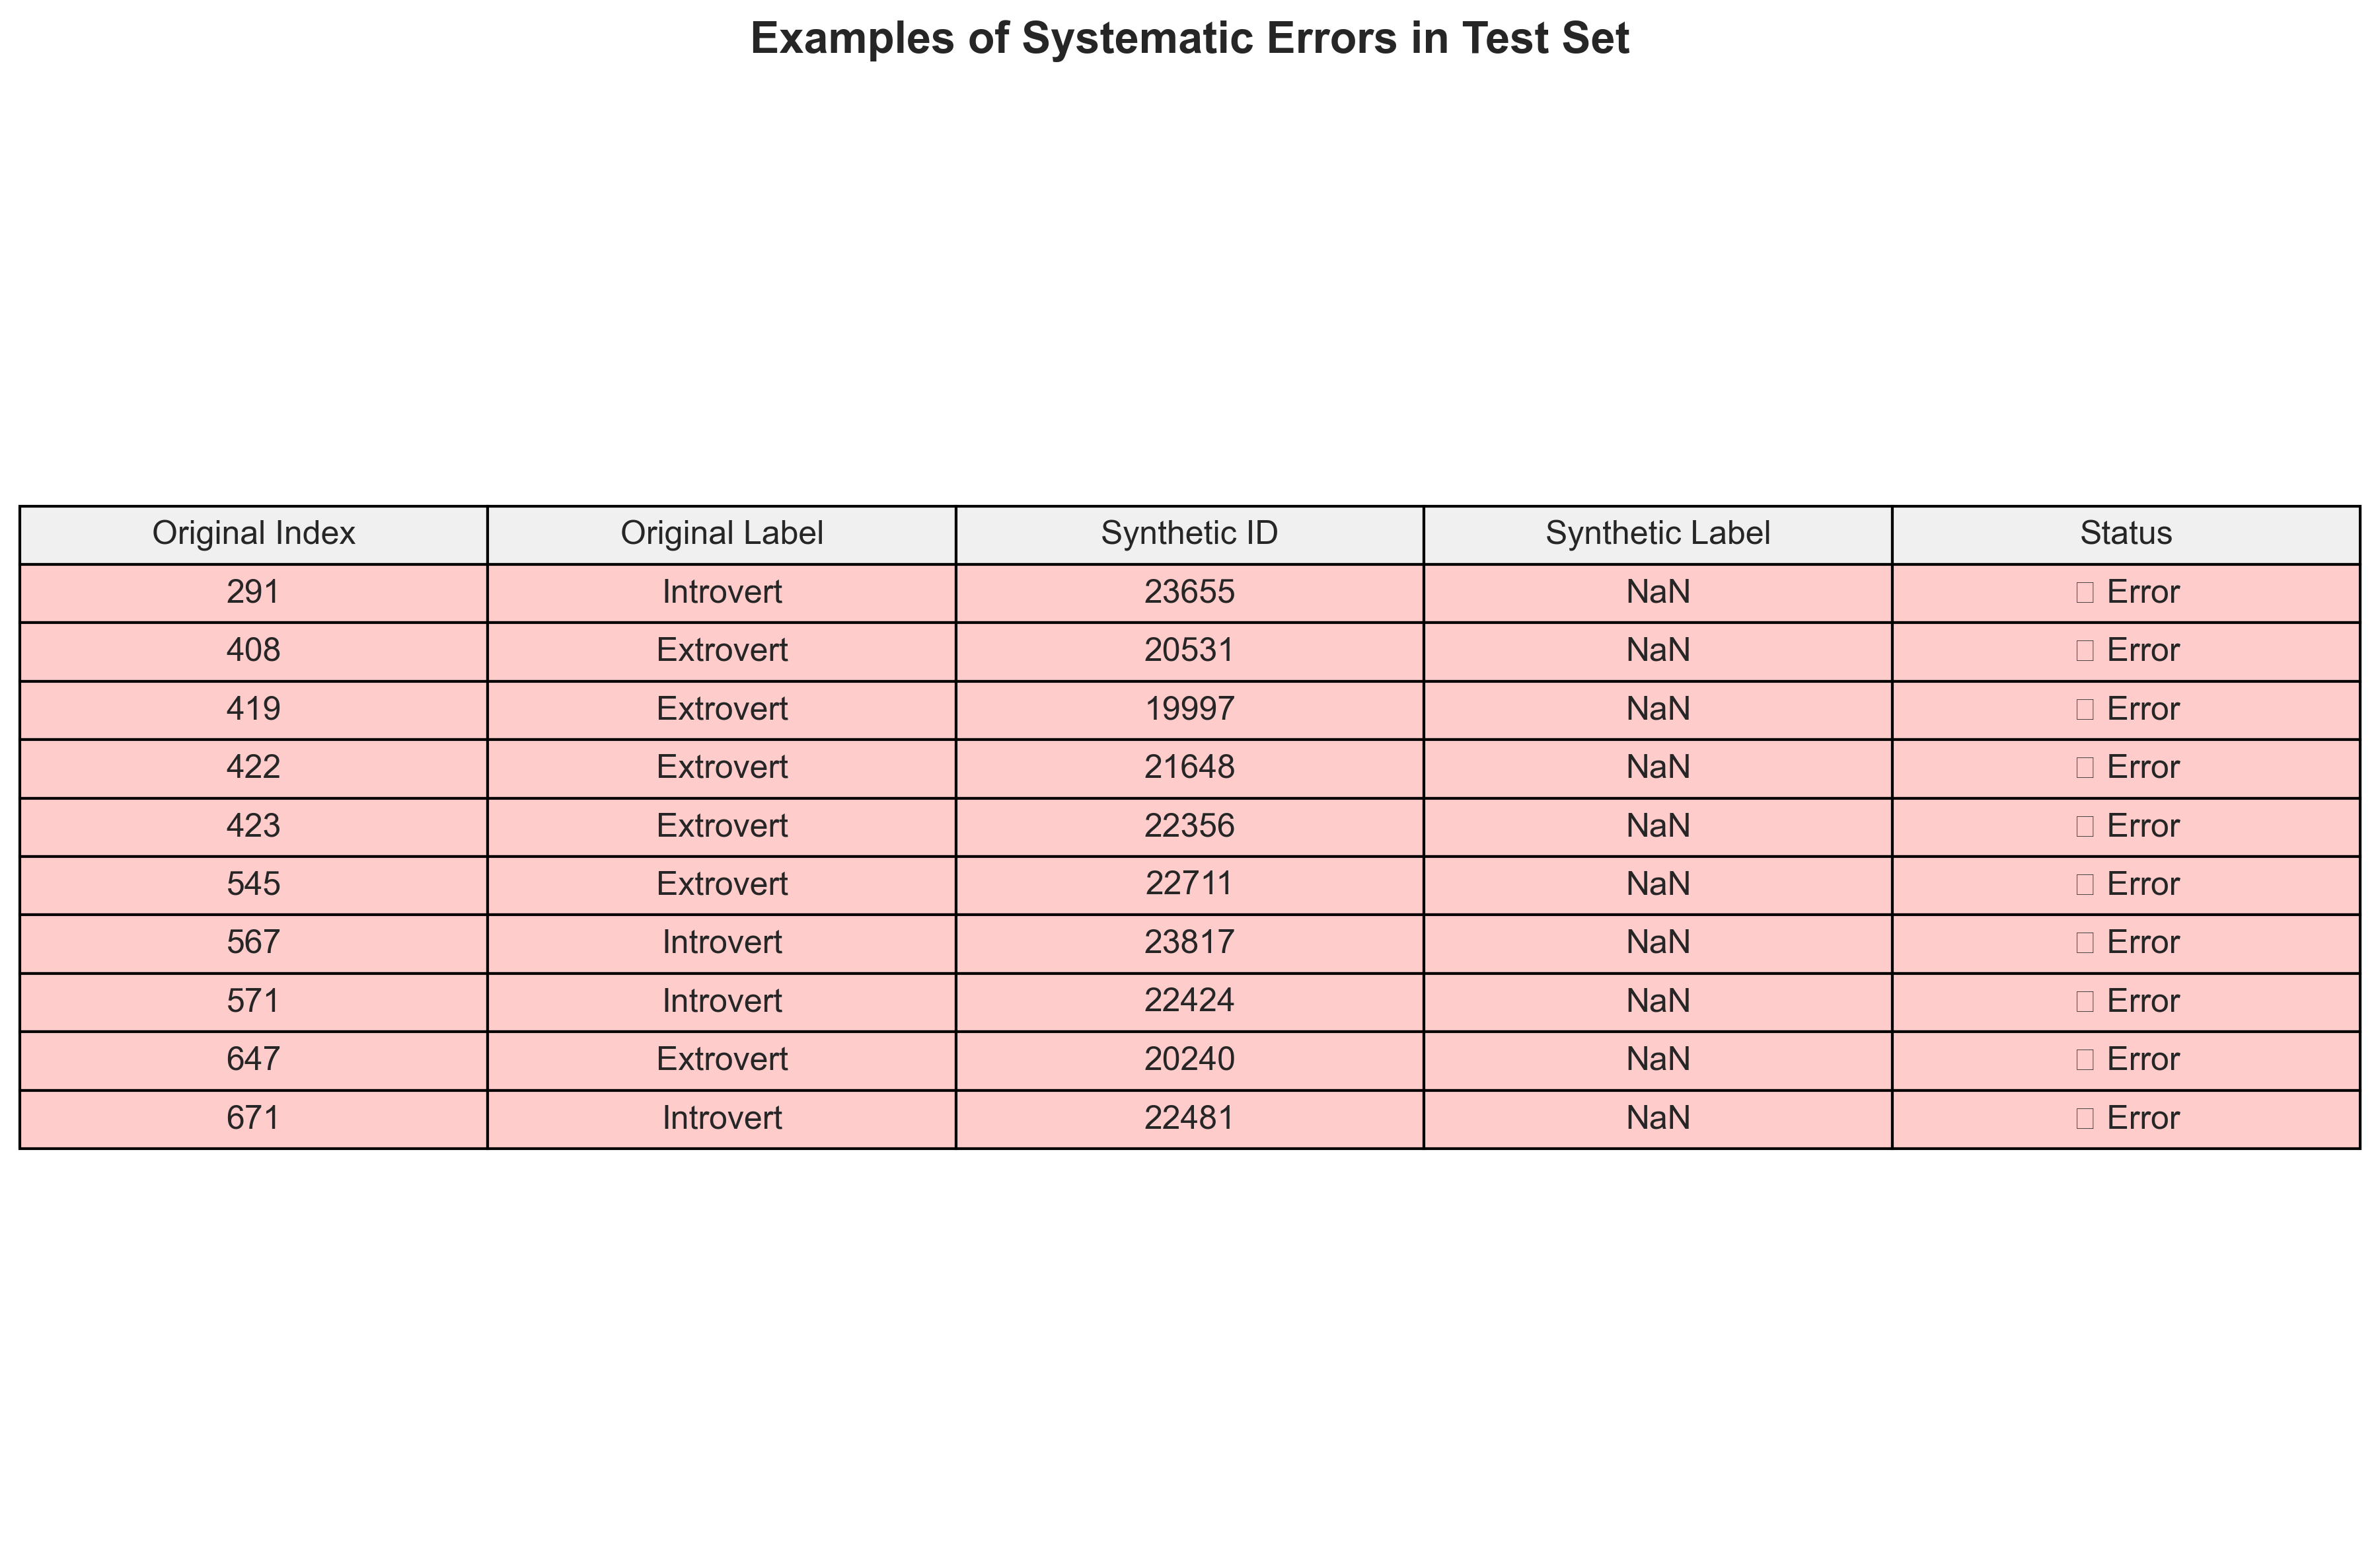 Examples of Systematic Errors in Test Set
Original Index Original Label Synthetic ID Synthetic Label Status
291 Introvert 23655 NaN Error
408 Extrovert 20531 NaN Error
419 Extrovert 19997 NaN Error
422 Extrovert 21648 NaN Error
423 Extrovert 22356 NaN Error
545 Extrovert 22711 NaN Error
567 Introvert 23817 NaN Error
571 Introvert 22424 NaN Error
647 Extrovert 20240 NaN Error
671 Introvert 22481 NaN Error